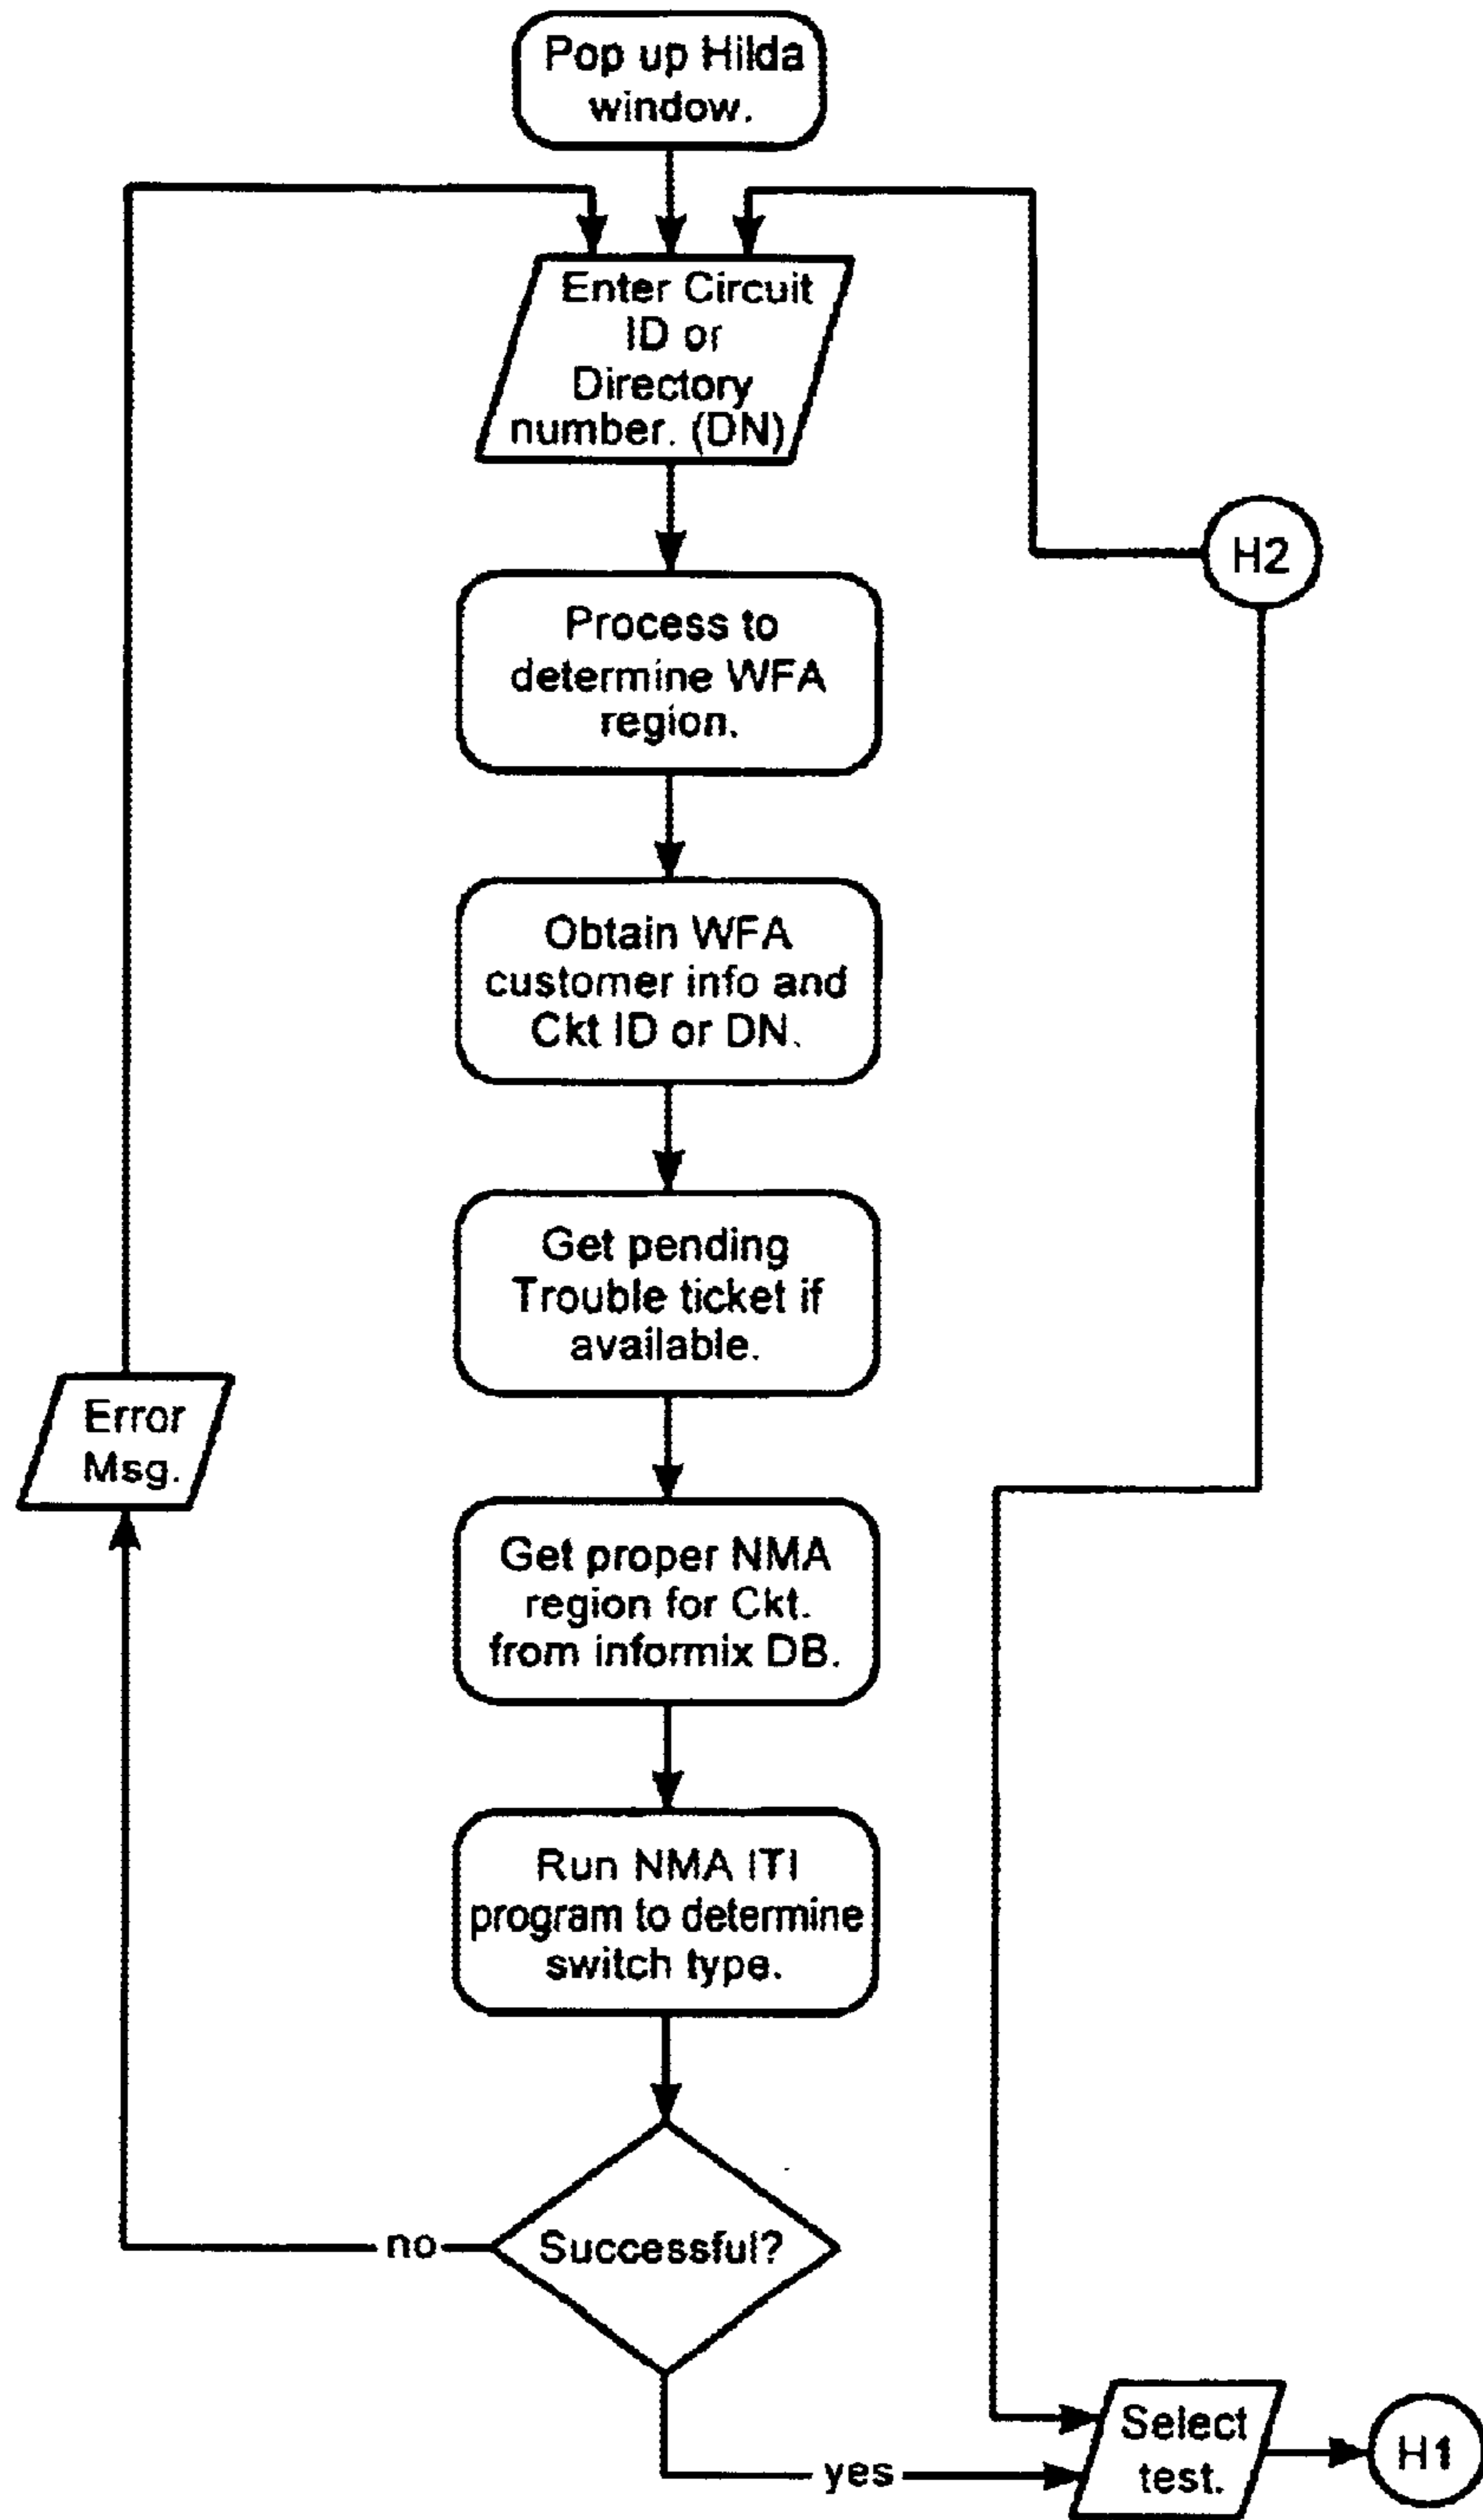 Pop up Hilda
window.
Enter Circuit
ID or
Directory
number. (DN)
H2
Process to
determine WFA
region.
Obtain WFA
customer info and
Ckt ID or DN.
Get pending
Trouble ticket if
available.
Error
Msg.
Get proper NMA
region for Ckt.
from informix DB.
Run NMA ITI
program to determine
switch type.
no
Successful?
yes
Select
test.
H1